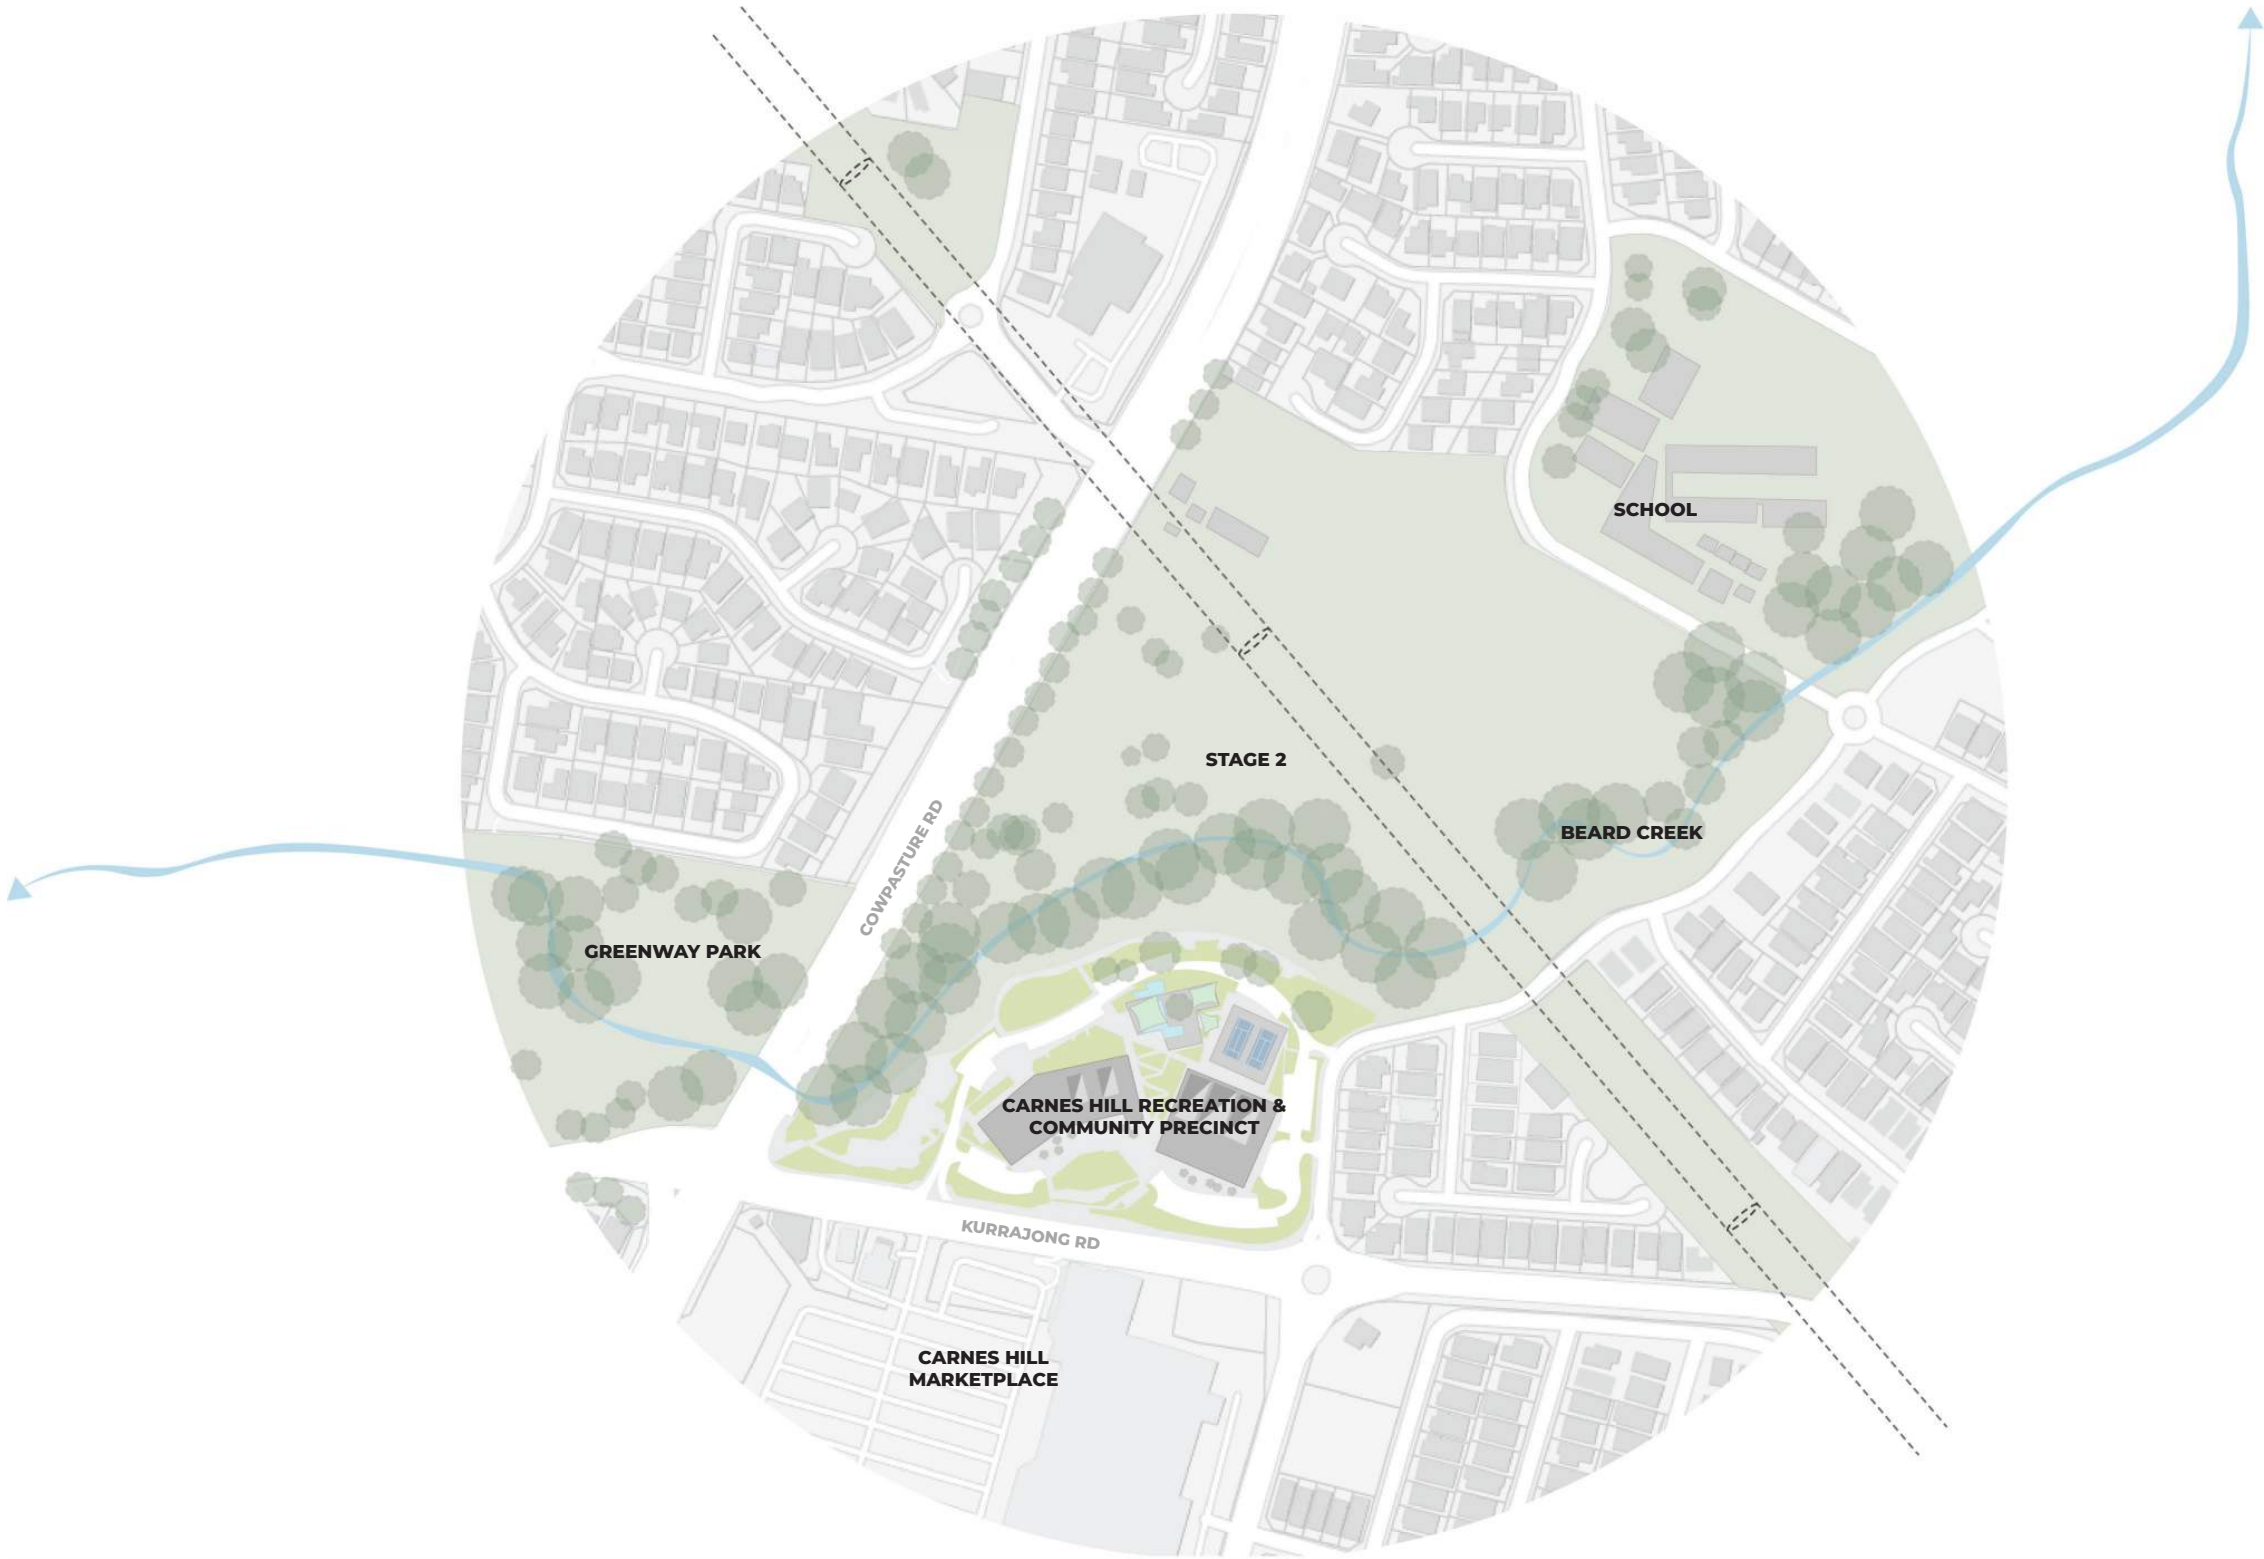 SCHOOL
STAGE 2
COWPASTURE RD
BEARD CREEK
GREENWAY PARK
CARNES HILL RECREATION &
COMMUNITY PRECINCT
KURRAJONG RD
CARNES HILL
MARKETPLACE